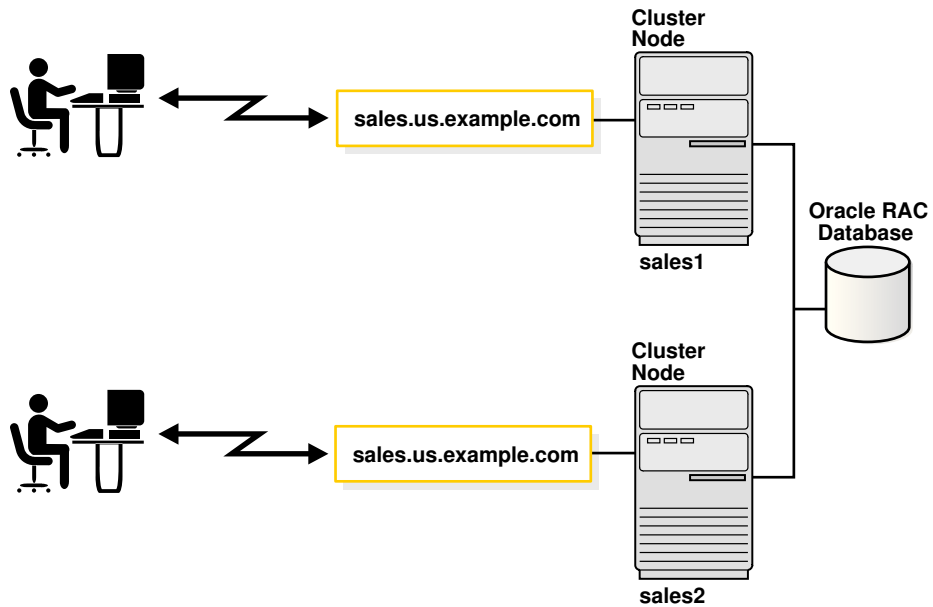 Cluster
Node
sales.us.example.com
sales1
Oracle RAC
Database
Cluster
Node
sales.us.example.com
sales2